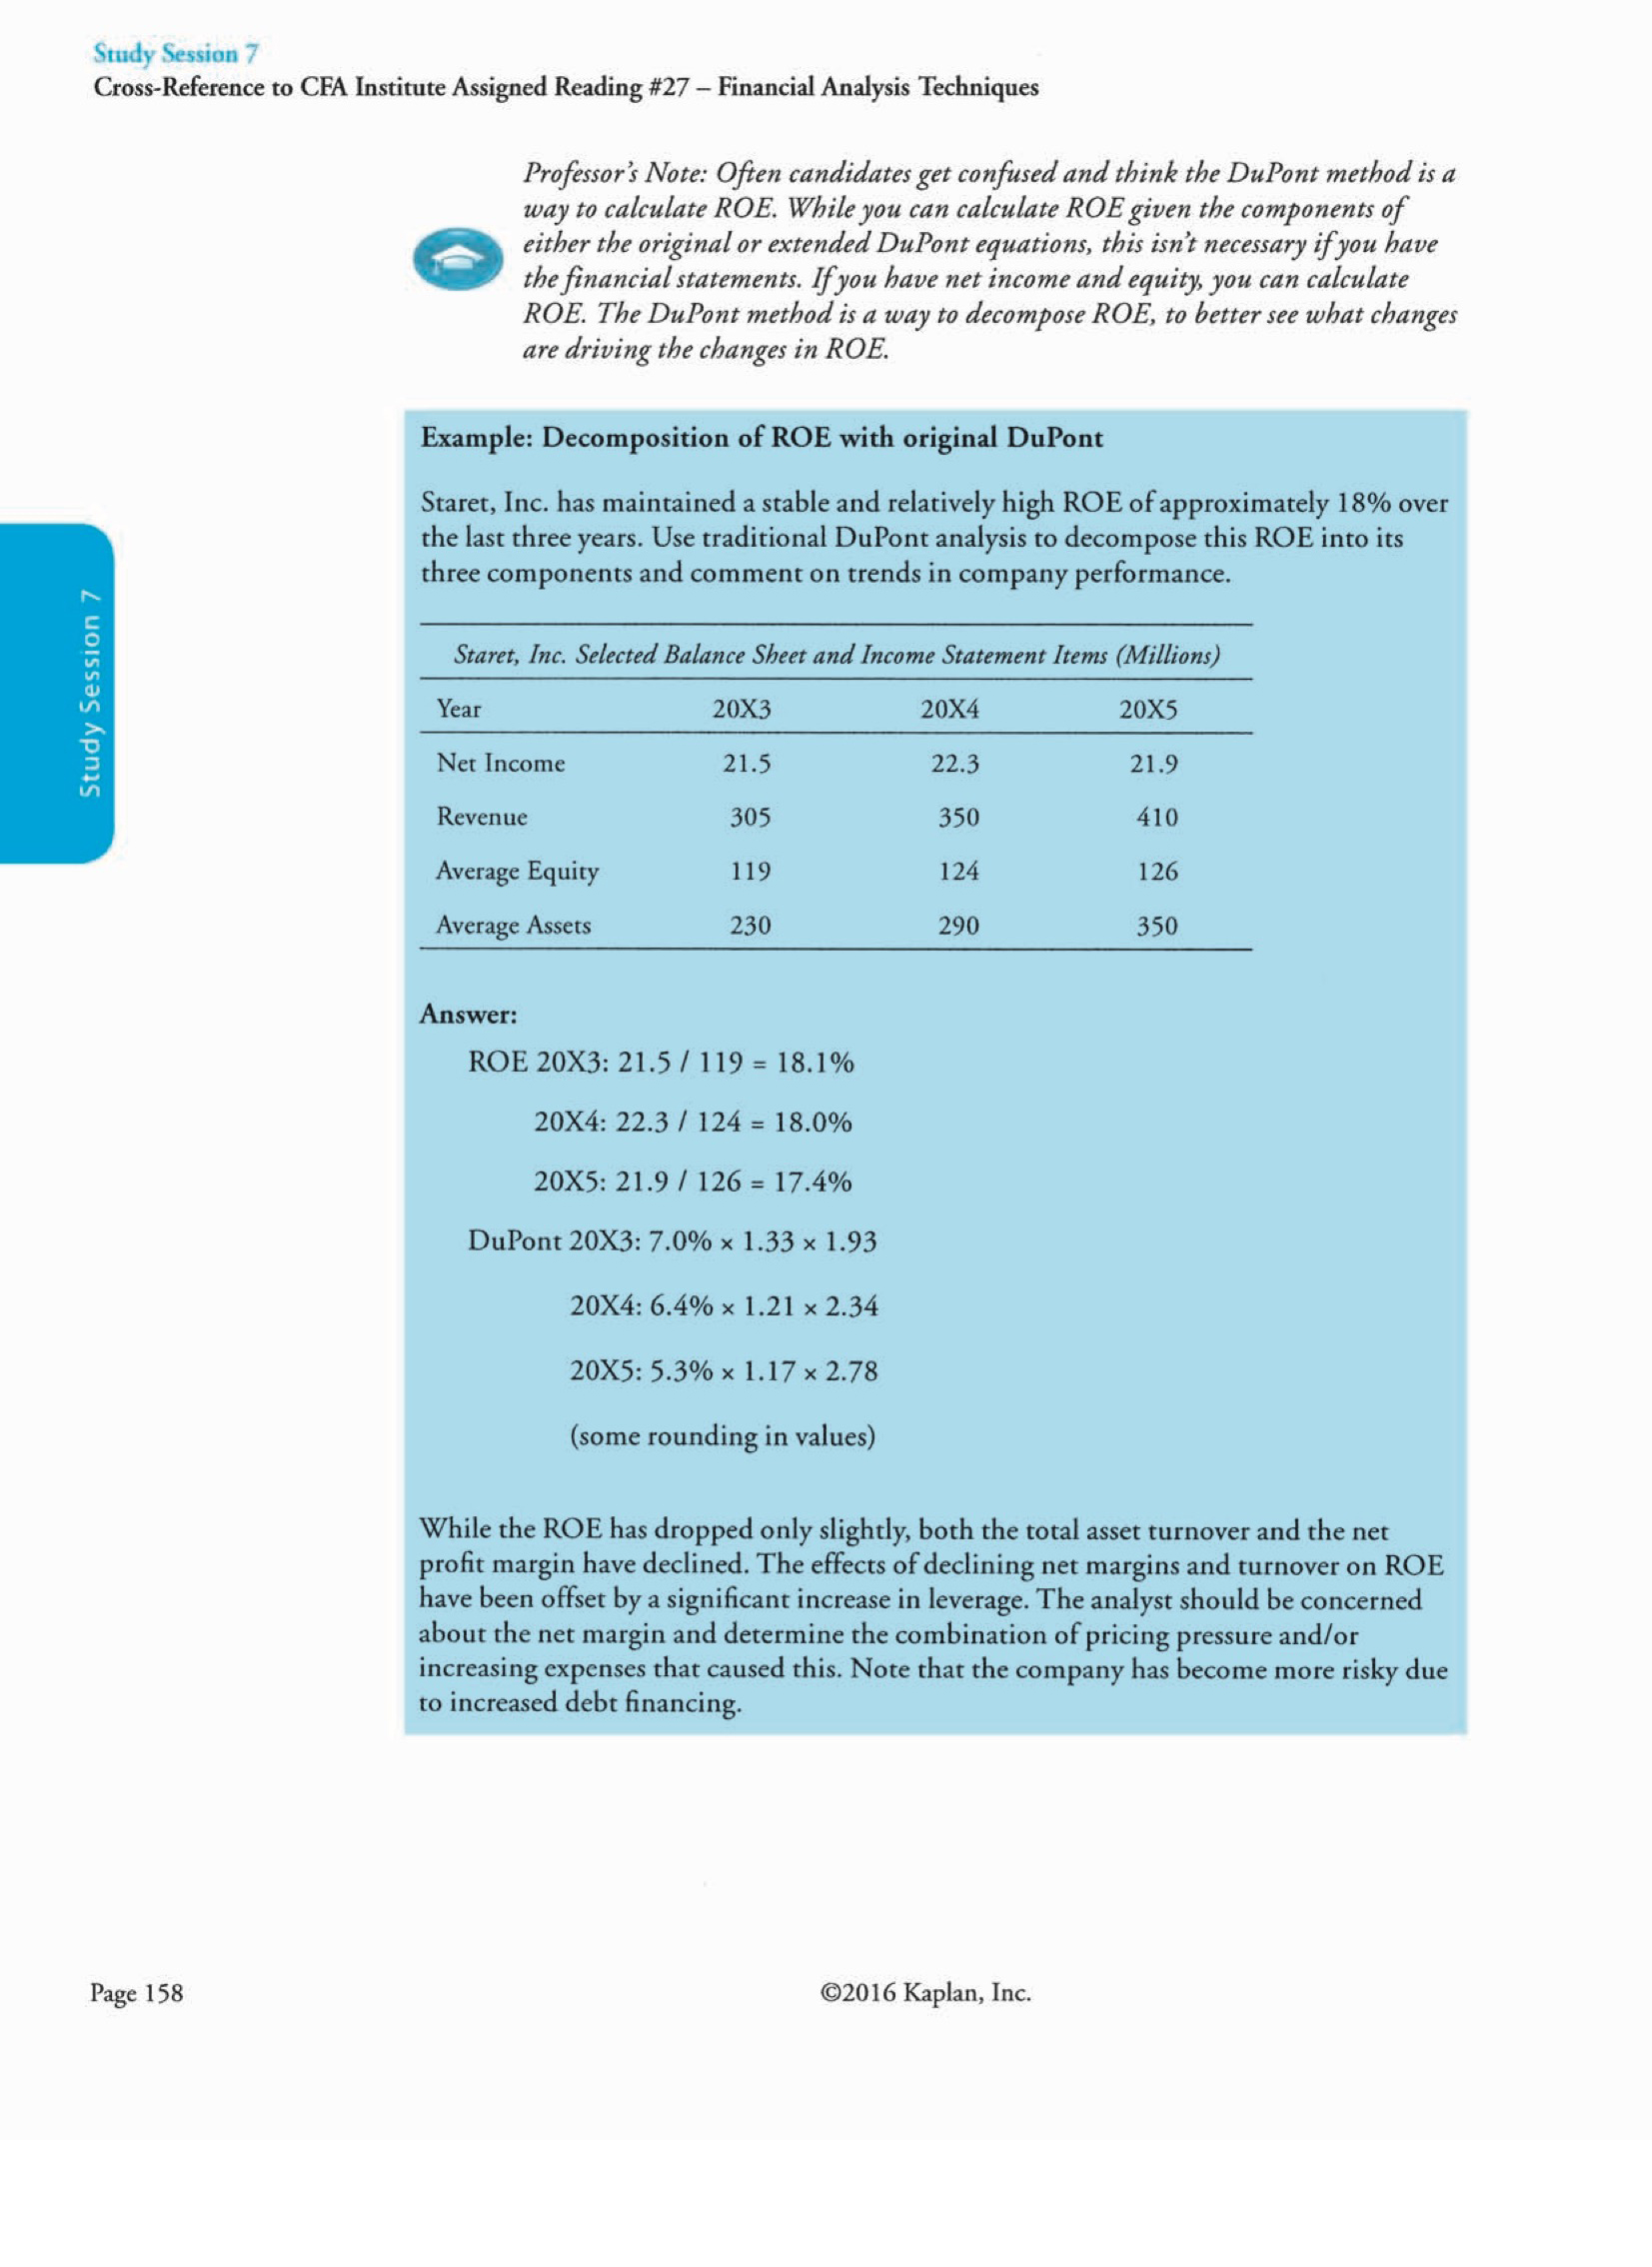 Study Session 7
Cross-Reference to CFA Institute Assigned Reading #27 – Financial Analysis Techniques
Professor's Note: Often candidates get confused and think the DuPont method is a
way to calculate ROE. While you can calculate ROE given the components of
either the original or extended DuPont equations, this isn't necessary if you have
the financial statements. If you have net income and equity, you can calculate
ROE. The DuPont method is a way to decompose ROE, to better see what changes
are driving the changes in ROE.
Example: Decomposition of ROE with original DuPont
Staret, Inc. has maintained a stable and relatively high ROE of approximately 18% over
the last three years. Use traditional DuPont analysis to decompose this ROE into its
three components and comment on trends in company performance.
Study Session 7
Staret, Inc. Selected Balance Sheet and Income Statement Items (Millions)
Year 20X3 20X4 20X5
Net Income 21.5 22.3 21.9
Revenue 305 350 410
Average Equity 119 124 126
Average Assets 230 290 350
Answer:
ROE 20X3: 21.5 / 119 = 18.1%
20X4: 22.3 / 124 = 18.0%
20X5: 21.9 / 126 = 17.4%
DuPont 20X3: 7.0% × 1.33 × 1.93
20X4: 6.4% × 1.21 × 2.34
20X5: 5.3% × 1.17 × 2.78
(some rounding in values)
While the ROE has dropped only slightly, both the total asset turnover and the net
profit margin have declined. The effects of declining net margins and turnover on ROE
have been offset by a significant increase in leverage. The analyst should be concerned
about the net margin and determine the combination of pricing pressure and/or
increasing expenses that caused this. Note that the company has become more risky due
to increased debt financing.
Page 158
©2016 Kaplan, Inc.